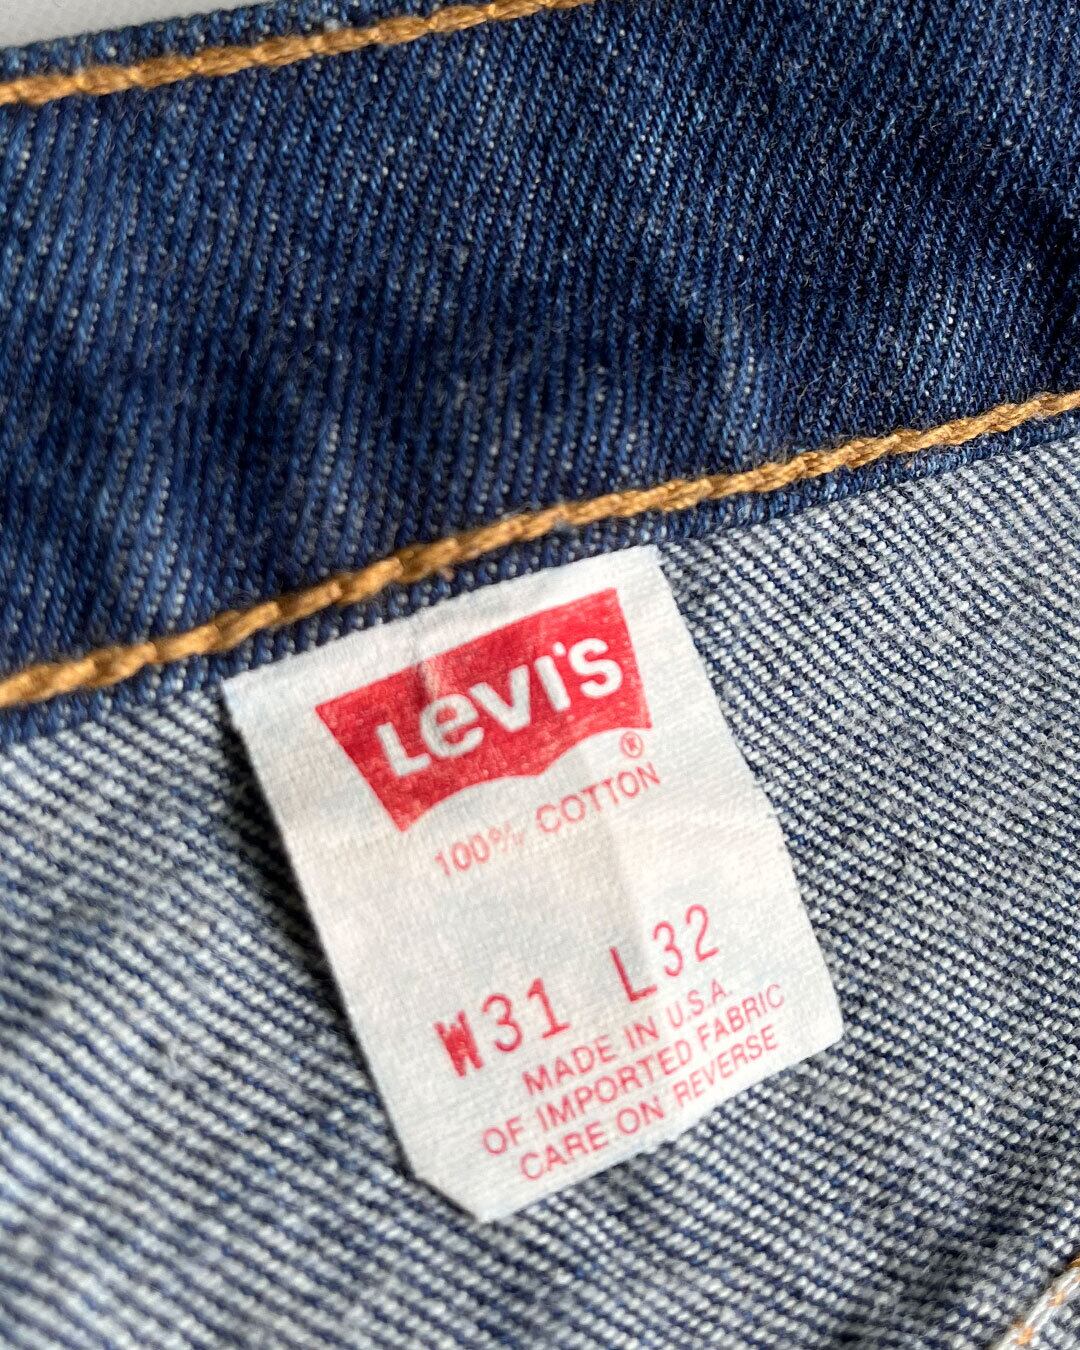 Levi's
®
100% COTTON
W31 L32
MADE IN U.S.A.
OF IMPORTED FABRIC
CARE ON REVERSE